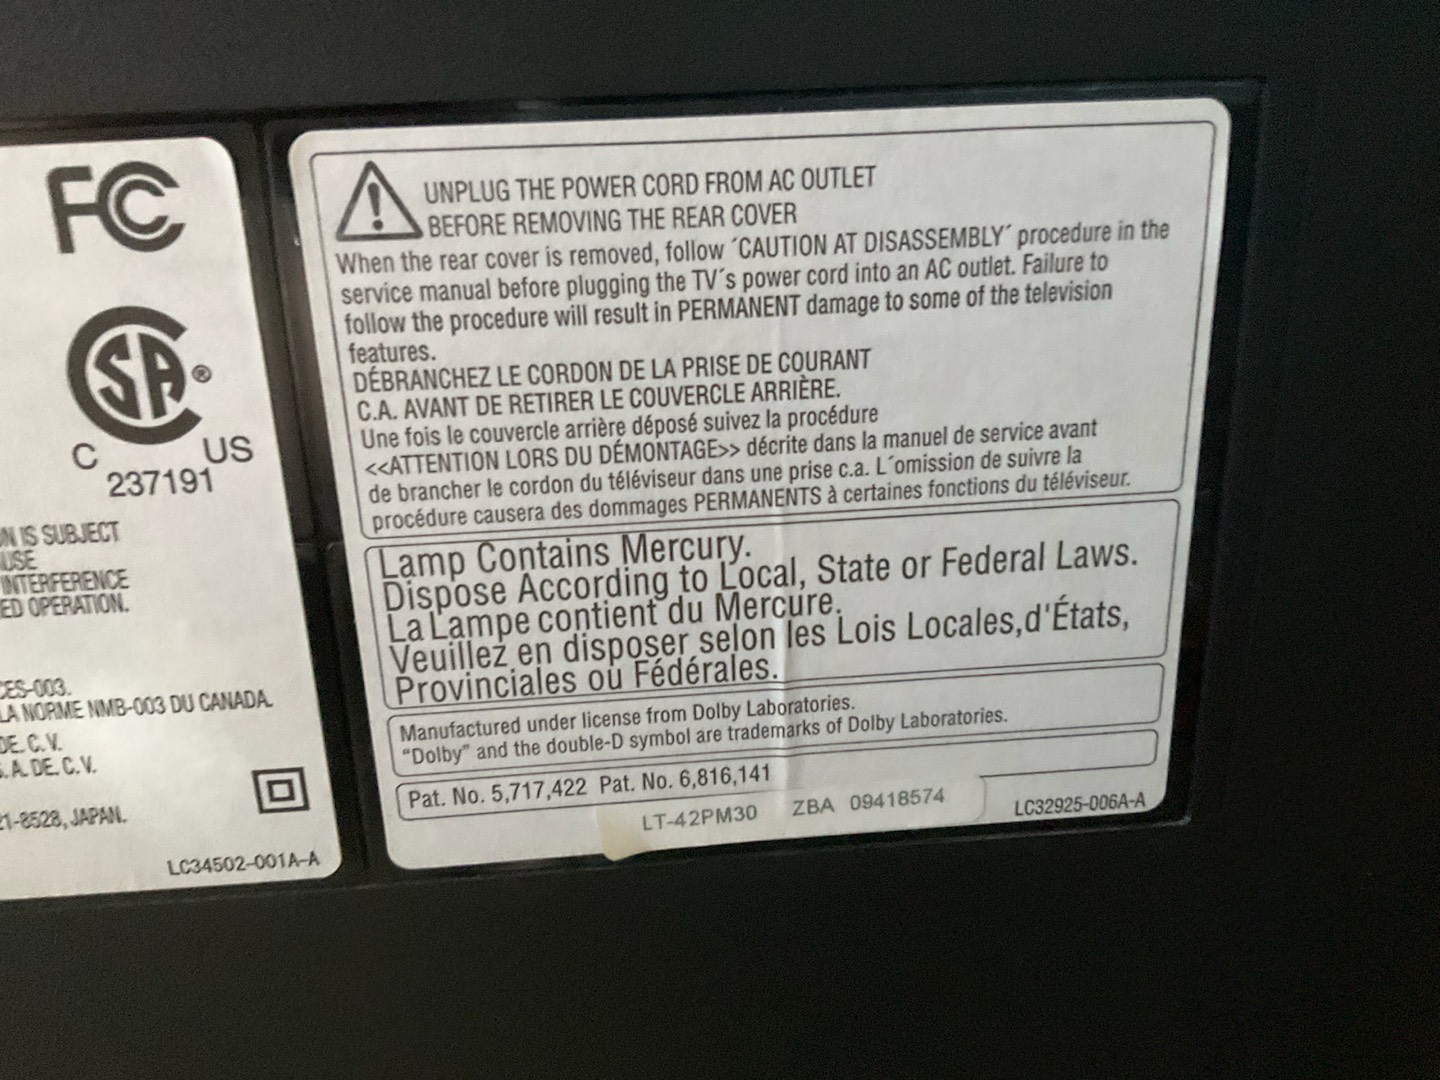 FC
SA ®
C US
237191
N IS SUBJECT
USE
INTERFERENCE
ED OPERATION.
ES-003.
LA NORME NMB-003 DU CANADA.
DE. C. V.
.A. DE. C. V.
21-8528, JAPAN.
LC34502-001A-A
UNPLUG THE POWER CORD FROM AC OUTLET
BEFORE REMOVING THE REAR COVER
When the rear cover is removed, follow ´CAUTION AT DISASSEMBLY´ procedure in the
service manual before plugging the TV´s power cord into an AC outlet. Failure to
follow the procedure will result in PERMANENT damage to some of the television
features.
DÉBRANCHEZ LE CORDON DE LA PRISE DE COURANT
C.A. AVANT DE RETIRER LE COUVERCLE ARRIÈRE.
Une fois le couvercle arrière déposé suivez la procédure
<<ATTENTION LORS DU DÉMONTAGE>> décrite dans la manuel de service avant
de brancher le cordon du téléviseur dans une prise c.a. L´omission de suivre la
procédure causera des dommages PERMANENTS à certaines fonctions du téléviseur.
Lamp Contains Mercury.
Dispose According to Local, State or Federal Laws.
La Lampe contient du Mercure.
Veuillez en disposer selon les Lois Locales,d'États,
Provinciales ou Fédérales.
Manufactured under license from Dolby Laboratories.
“Dolby” and the double-D symbol are trademarks of Dolby Laboratories.
Pat. No. 5,717,422 Pat. No. 6,816,141
LT-42PM30 ZBA 09418574
LC32925-006A-A